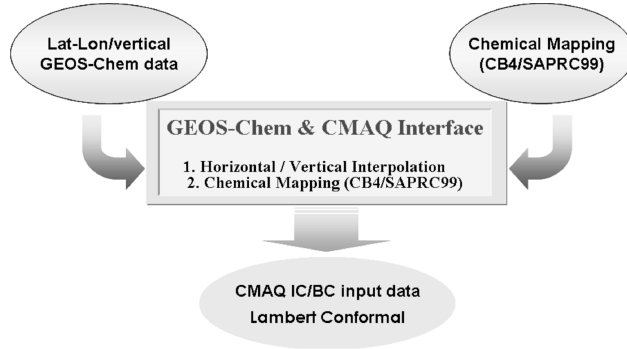 Lat-Lon/vertical
GEOS-Chem data
Chemical Mapping
(CB4/SAPRC99)
GEOS-Chem & CMAQ Interface
1. Horizontal / Vertical Interpolation
2. Chemical Mapping (CB4/SAPRC99)
CMAQ IC/BC input data
Lambert Conformal